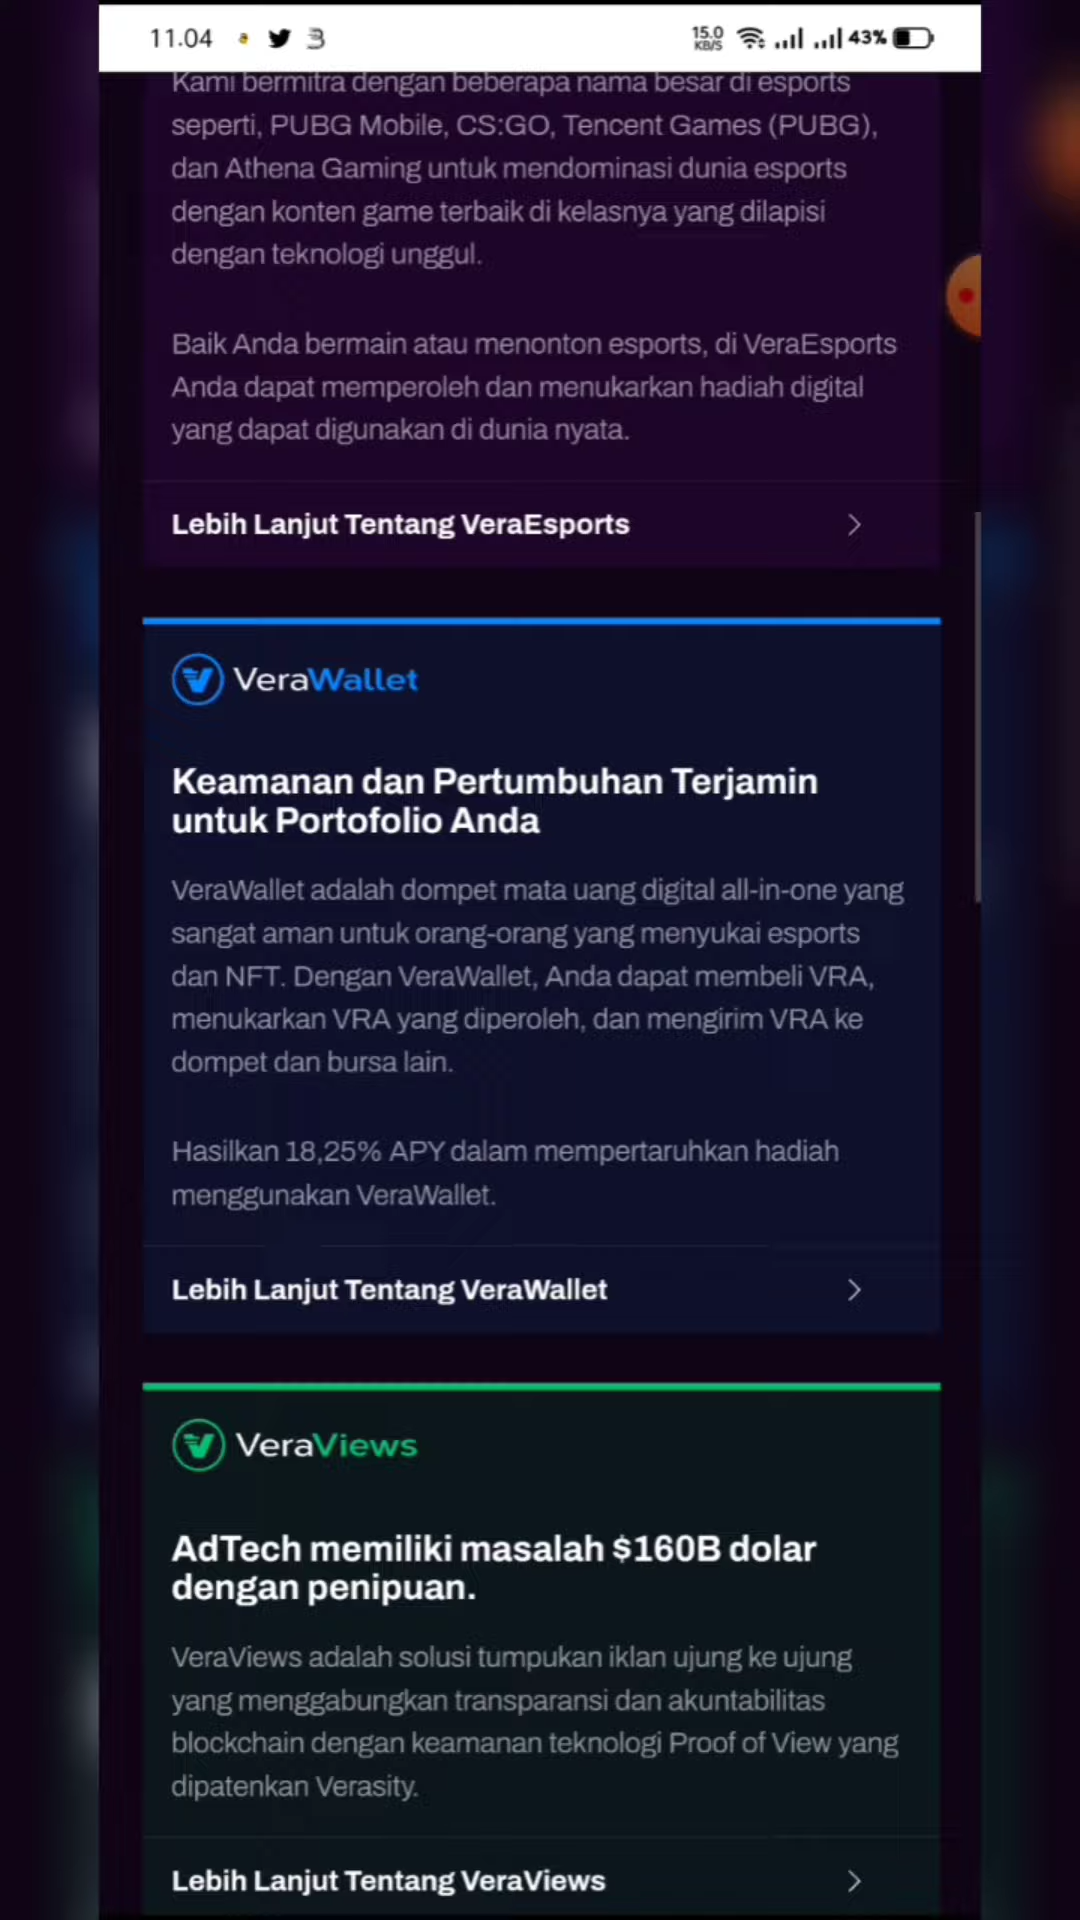 11.04
15.0
KB/S
43%
Kami bermitra dengan beberapa nama besar di esports
seperti, PUBG Mobile, CS:GO, Tencent Games (PUBG),
dan Athena Gaming untuk mendominasi dunia esports
dengan konten game terbaik di kelasnya yang dilapisi
dengan teknologi unggul.
Baik Anda bermain atau menonton esports, di VeraEsports
Anda dapat memperoleh dan menukarkan hadiah digital
yang dapat digunakan di dunia nyata.
Lebih Lanjut Tentang VeraEsports
VeraWallet
Keamanan dan Pertumbuhan Terjamin
untuk Portofolio Anda
VeraWallet adalah dompet mata uang digital all-in-one yang
sangat aman untuk orang-orang yang menyukai esports
dan NFT. Dengan VeraWallet, Anda dapat membeli VRA,
menukarkan VRA yang diperoleh, dan mengirim VRA ke
dompet dan bursa lain.
Hasilkan 18,25% APY dalam mempertaruhkan hadiah
menggunakan VeraWallet.
Lebih Lanjut Tentang VeraWallet
VeraViews
AdTech memiliki masalah $160B dolar
dengan penipuan.
VeraViews adalah solusi tumpukan iklan ujung ke ujung
yang menggabungkan transparansi dan akuntabilitas
blockchain dengan keamanan teknologi Proof of View yang
dipatenkan Verasity.
Lebih Lanjut Tentang VeraViews